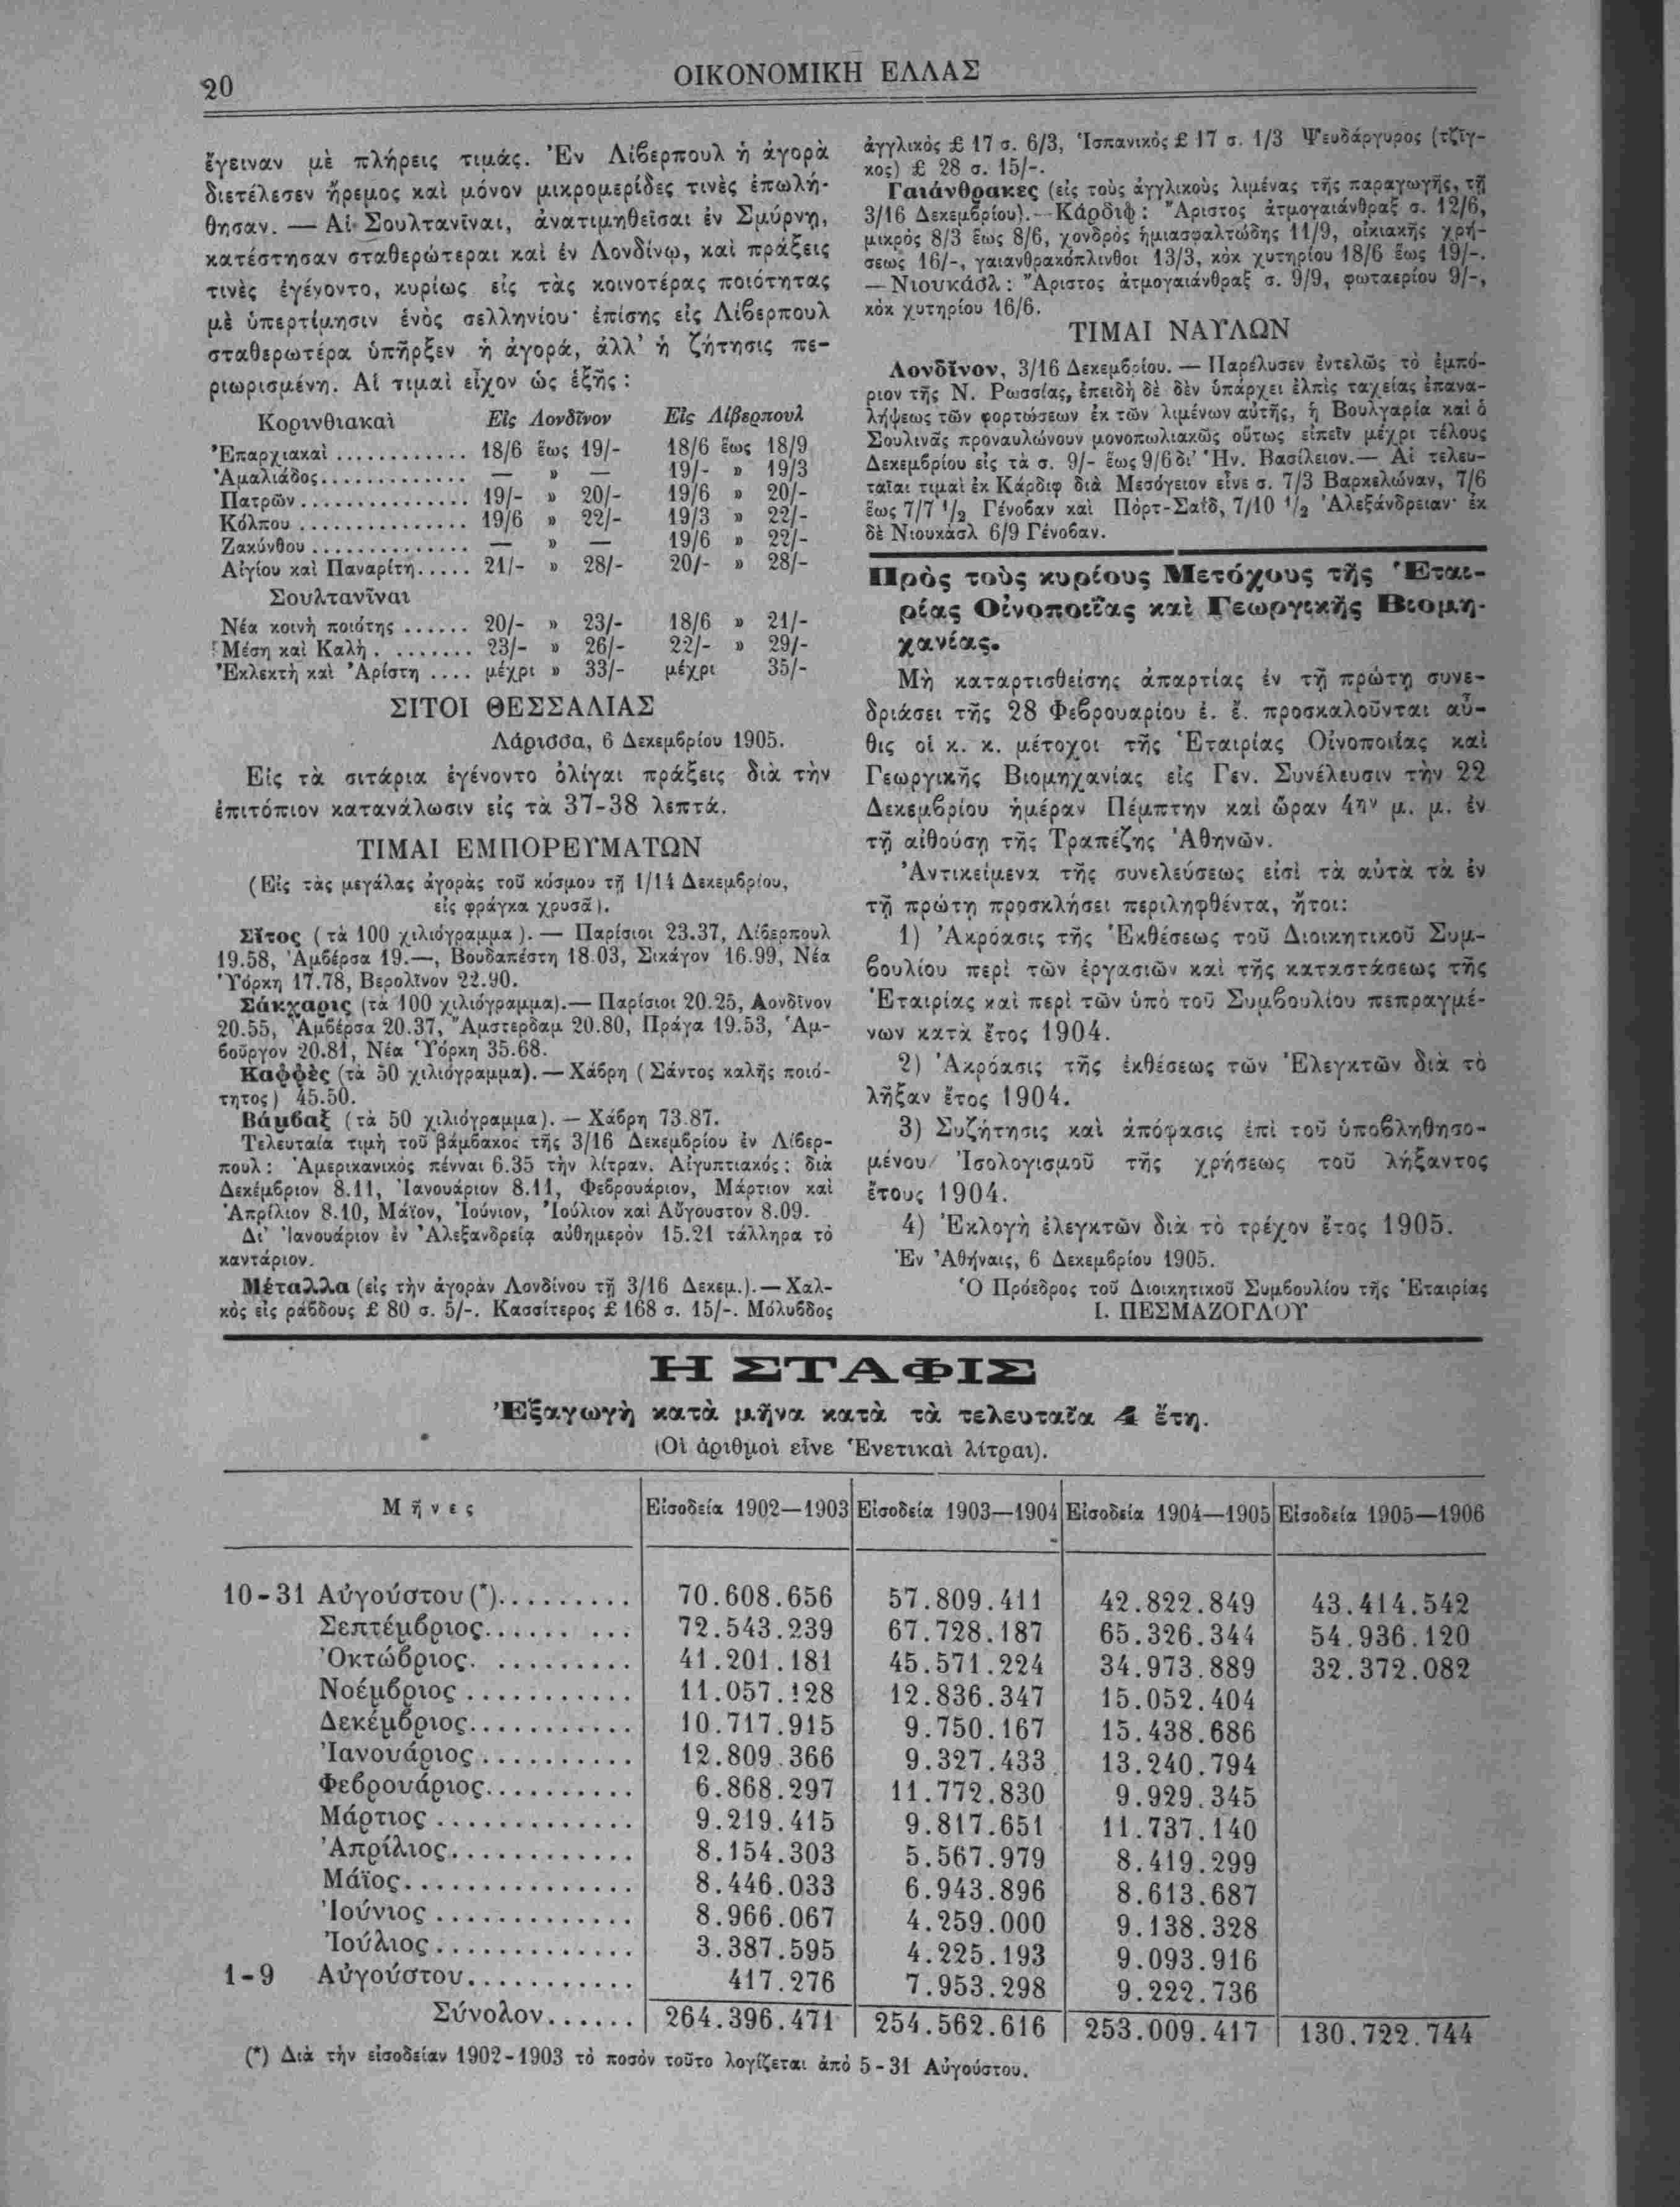 20
ΟΙΚΟΝΟΜΙΚΗ ΕΛΛΑΣ
ἔγειναν μὲ πλήρεις τιμάς. Ἐν Λίβερπουλ ἡ ἀγορὰ
διετέλεσεν ἤρεμος καὶ μόνον μικρομερίδες τινὲς ἐπωλή-
θησαν. — Αἱ Σουλτανῖναι, ἀνατιμηθεῖσαι ἐν Σμύρνῃ,
κατέστησαν σταθερώτεραι καὶ ἐν Λονδίνῳ, καὶ πράξεις
τινὲς ἐγένοντο, κυρίως εἰς τὰς κοινοτέρας ποιότητας
μὲ ὑπερτίμησιν ἑνὸς σελληνίου· ἐπίσης εἰς Λίβερπουλ
σταθερωτέρα ὑπῆρξεν ἡ ἀγορά, ἀλλ' ἡ ζήτησις πε-
ριωρισμένη. Αἱ τιμαὶ εἶχον ὡς ἑξῆς :
Κορινθιακαὶ Εἰς Λονδῖνον Εἰς Λίβερπουλ
Ἐπαρχιακαὶ ............ 18/6 ἕως 19/- 18/6 ἕως 18/9
Ἀμαλιάδος............. — » — 19/- » 19/3
Πατρῶν............... 19/- » 20/- 19/6 » 20/-
Κόλπου ............... 19/6 » 22/- 19/3 » 22/-
Ζακύνθου .............. — » — 19/6 » 22/-
Αἰγίου καὶ Παναρίτη..... 21/- » 28/- 20/- » 28/-
Σουλτανῖναι
Νέα κοινὴ ποιότης ...... 20/- » 23/- 18/6 » 21/-
Μέση καὶ Καλὴ . ....... 23/- » 26/- 22/- » 29/-
Ἐκλεκτὴ καὶ Ἀρίστη .... μέχρι » 33/- μέχρι 35/-
ΣΙΤΟΙ ΘΕΣΣΑΛΙΑΣ
Λάρισσα, 6 Δεκεμβρίου 1905.
Εἰς τὰ σιτάρια ἐγένοντο ὀλίγαι πράξεις διὰ τὴν
ἐπιτόπιον κατανάλωσιν εἰς τὰ 37-38 λεπτά.
ΤΙΜΑΙ ΕΜΠΟΡΕΥΜΑΤΩΝ
(Εἰς τὰς μεγάλας ἀγορὰς τοῦ κόσμου τῇ 1/14 Δεκεμβρίου,
εἰς φράγκα χρυσᾶ).
Σῖτος (τὰ 100 χιλιόγραμμα). — Παρίσιοι 23.37, Λίβερπουλ
19.58, Ἀμβέρσα 19.—, Βουδαπέστη 18.03, Σικάγον 16.99, Νέα
Ὑόρκη 17.78, Βερολῖνον 22.90.
Σάκχαρις (τὰ 100 χιλιόγραμμα).— Παρίσιοι 20.25, Λονδῖνον
20.55, Ἀμβέρσα 20.37, Ἄμστερδαμ 20.80, Πράγα 19.53, Ἁμ-
βοῦργον 20.81, Νέα Ὑόρκη 35.68.
Καφφὲς (τὰ 50 χιλιόγραμμα).— Χάβρη (Σάντος καλῆς ποιό-
τητος) 45.50.
Βάμβαξ (τὰ 50 χιλιόγραμμα). — Χάβρη 73.87.
Τελευταία τιμὴ τοῦ βάμβακος τῆς 3/16 Δεκεμβρίου ἐν Λίβερ-
πουλ : Ἀμερικανικὸς πένναι 6.35 τὴν λίτραν. Αἰγυπτιακός : διὰ
Δεκέμβριον 8.11, Ἰανουάριον 8.11, Φεβρουάριον, Μάρτιον καὶ
Ἀπρίλιον 8.10, Μάϊον, Ἰούνιον, Ἰούλιον καὶ Αὔγουστον 8.09.
Δι' Ἰανουάριον ἐν Ἀλεξανδρείᾳ αὐθημερὸν 15.21 τάλληρα τὸ
καντάριον.
Μέταλλα (εἰς τὴν ἀγορὰν Λονδίνου τῇ 3/16 Δεκεμ.).— Χαλ-
κὸς εἰς ράβδους £ 80 σ. 5/-. Κασσίτερος £ 168 σ. 15/-. Μόλυβδος
ἀγγλικὸς £ 17 σ. 6/3, Ἱσπανικὸς £ 17 σ. 1/3 Ψευδάργυρος (τζῖγ-
κος) £ 28 σ. 15/-.
Γαιάνθρακες (εἰς τοὺς ἀγγλικοὺς λιμένας τῆς παραγωγῆς, τῇ
3/16 Δεκεμβρίου).—Κάρδιφ : Ἄριστος ἀτμογαιάνθραξ σ. 12/6,
μικρὸς 8/3 ἕως 8/6, χονδρὸς ἡμιασφαλτώδης 11/9, οἰκιακῆς χρή-
σεως 16/-, γαιανθρακόπλινθοι 13/3, κὸκ χυτηρίου 18/6 ἕως 19/-.
— Νιουκάσλ : Ἄριστος ἀτμογαιάνθραξ σ. 9/9, φωταερίου 9/-,
κὸκ χυτηρίου 16/6.
ΤΙΜΑΙ ΝΑΥΛΩΝ
Λονδῖνον, 3/16 Δεκεμβρίου. — Παρέλυσεν ἐντελῶς τὸ ἐμπό-
ριον τῆς Ν. Ρωσσίας, ἐπειδὴ δὲ δὲν ὑπάρχει ἐλπὶς ταχείας ἐπανα-
λήψεως τῶν φορτώσεων ἐκ τῶν λιμένων αὐτῆς, ἡ Βουλγαρία καὶ ὁ
Σουλινᾶς προναυλώνουν μονοπωλιακῶς οὕτως εἰπεῖν μέχρι τέλους
Δεκεμβρίου εἰς τὰ σ. 9/- ἕως 9/6 δι' Ἡν. Βασίλειον.— Αἱ τελευ-
ταῖαι τιμαὶ ἐκ Κάρδιφ διὰ Μεσόγειον εἶνε σ. 7/3 Βαρκελώναν, 7/6
ἕως 7/7 1/2 Γένοβαν καὶ Πὸρτ-Σαΐδ, 7/10 1/2 Ἀλεξάνδρειαν· ἐκ
δὲ Νιουκὰσλ 6/9 Γένοβαν.
Πρὸς τοὺς κυρίους Μετόχους τῆς Ἑται-
ρίας Οἰνοποιΐας καὶ Γεωργικῆς Βιομη-
χανίας.
Μὴ καταρτισθείσης ἀπαρτίας ἐν τῇ πρώτῃ συνε-
δριάσει τῆς 28 Φεβρουαρίου ἐ. ἔ. προσκαλοῦνται αὖ-
θις οἱ κ. κ. μέτοχοι τῆς Ἑταιρίας Οἰνοποιΐας καὶ
Γεωργικῆς Βιομηχανίας εἰς Γεν. Συνέλευσιν τὴν 22
Δεκεμβρίου ἡμέραν Πέμπτην καὶ ὥραν 4ην μ. μ. ἐν
τῇ αἰθούσῃ τῆς Τραπέζης Ἀθηνῶν.
Ἀντικείμενα τῆς συνελεύσεως εἰσὶ τὰ αὐτὰ τὰ ἐν
τῇ πρώτῃ προσκλήσει περιληφθέντα, ἤτοι:
1) Ἀκρόασις τῆς Ἐκθέσεως τοῦ Διοικητικοῦ Συμ-
βουλίου περὶ τῶν ἐργασιῶν καὶ τῆς καταστάσεως τῆς
Ἑταιρίας καὶ περὶ τῶν ὑπὸ τοῦ Συμβουλίου πεπραγμέ-
νων κατὰ ἔτος 1904.
2) Ἀκρόασις τῆς ἐκθέσεως τῶν Ἐλεγκτῶν διὰ τὸ
λῆξαν ἔτος 1904.
3) Συζήτησις καὶ ἀπόφασις ἐπὶ τοῦ ὑποβληθησο-
μένου Ἰσολογισμοῦ τῆς χρήσεως τοῦ λήξαντος
ἔτους 1904.
4) Ἐκλογὴ ἐλεγκτῶν διὰ τὸ τρέχον ἔτος 1905.
Ἐν Ἀθήναις, 6 Δεκεμβρίου 1905.
Ὁ Πρόεδρος τοῦ Διοικητικοῦ Συμβουλίου τῆς Ἑταιρίας
Ι. ΠΕΣΜΑΖΟΓΛΟΥ
Η ΣΤΑΦΙΣ
Ἐξαγωγὴ κατὰ μῆνα κατὰ τὰ τελευταῖα 4 ἔτη.
(Οἱ ἀριθμοὶ εἶνε Ἑνετικαὶ λίτραι).
Μῆνες Εἰσοδεία 1902—1903 Εἰσοδεία 1903—1904 Εἰσοδεία 1904—1905 Εἰσοδεία 1905—1906
10-31 Αὐγούστου (*)......... 70.608.656 57.809.411 42.822.849 43.414.542
Σεπτέμβριος...... ... 72.543.239 67.728.187 65.326.344 54.936.120
Ὀκτώβριος. ......... 41.201.181 45.571.224 34.973.889 32.372.082
Νοέμβριος ........... 11.057.128 12.836.347 15.052.404
Δεκέμβριος........... 10.717.915 9.750.167 15.438.686
Ἰανουάριος .......... 12.809.366 9.327.433 13.240.794
Φεβρουάριος.......... 6.868.297 11.772.830 9.929.345
Μάρτιος ............. 9.219.415 9.817.651 11.737.140
Ἀπρίλιος............ 8.154.303 5.567.979 8.419.299
Μάϊος............... 8.446.033 6.943.896 8.613.687
Ἰούνιος ............. 8.966.067 4.259.000 9.138.328
Ἰούλιος............. 3.387.595 4.225.193 9.093.916
1-9 Αὐγούστου........... 417.276 7.953.298 9.222.736
Σύνολον...... 264.396.471 254.562.616 253.009.417 130.722.744
(*) Διὰ τὴν εἰσοδείαν 1902-1903 τὸ ποσὸν τοῦτο λογίζεται ἀπὸ 5-31 Αὐγούστου.